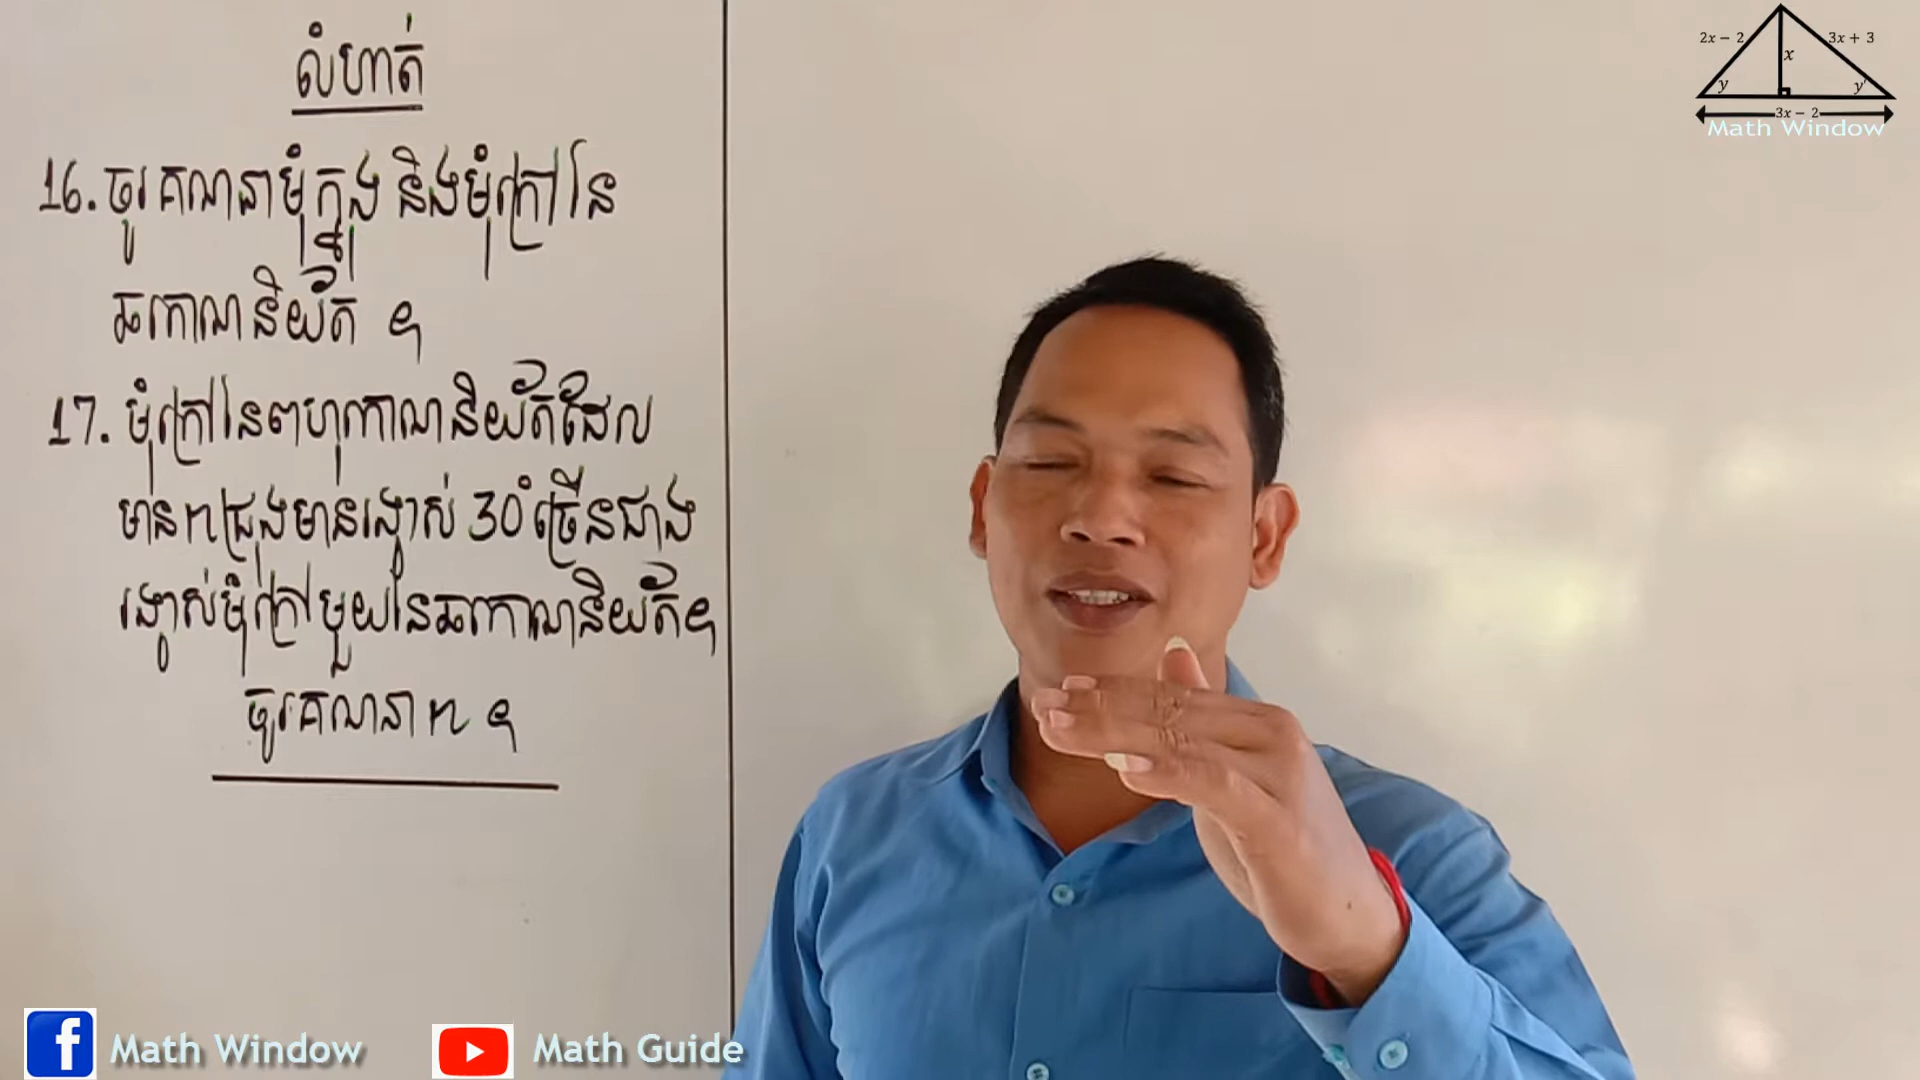 លំហាត់
16. ចូរគណនាមុំក្នុង និងមុំក្រៅនៃ
ឆកោណនិយ័ត ។
17. មុំក្រៅនៃពហុកោណនិយ័តដែល
មាន n ជ្រុងមានរង្វាស់ 30° ច្រើនជាង
រង្វាស់មុំក្រៅមួយនៃឆកោណនិយ័ត ។
ចូរគណនា n ។
2x − 2
3x + 3
x
y
y'
3x − 2
Math Window
Math Window
Math Guide